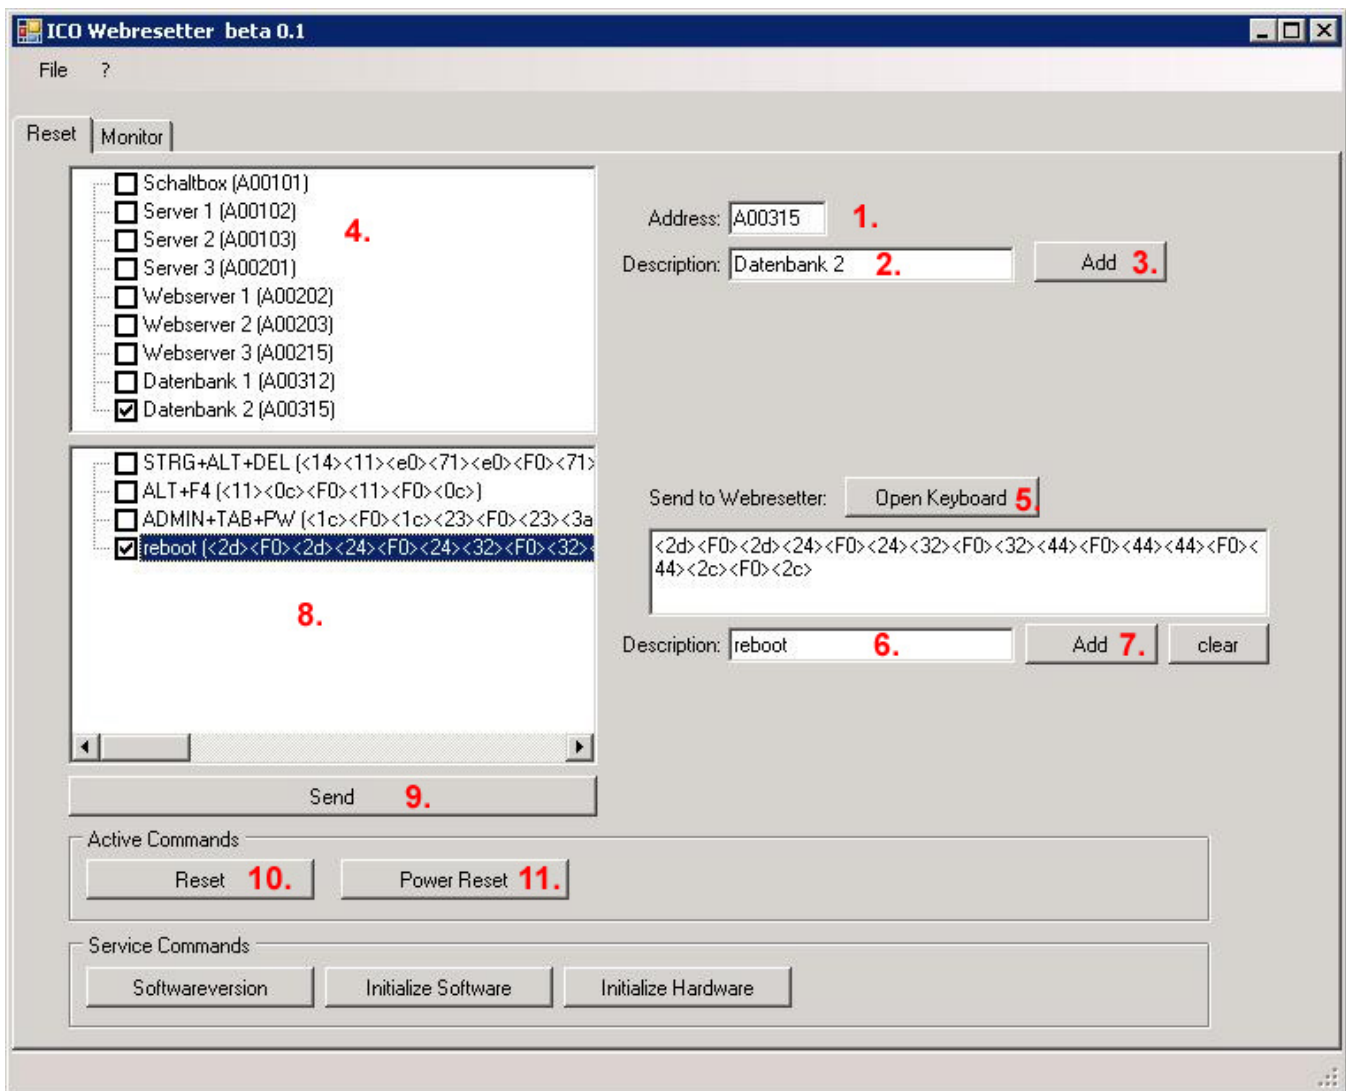 ICO Webresetter beta 0.1
File ?
Reset Monitor
Schaltbox (A00101)
Server 1 (A00102)
Server 2 (A00103)
Server 3 (A00201)
Webserver 1 (A00202)
Webserver 2 (A00203)
Webserver 3 (A00215)
Datenbank 1 (A00312)
Datenbank 2 (A00315)
4.
Address: A00315 1.
Description: Datenbank 2 2. Add 3.
STRG+ALT+DEL (<14><11><e0><71><e0><F0><71>
ALT+F4 (<11><0c><F0><11><F0><0c>)
ADMIN+TAB+PW (<1c><F0><1c><23><F0><23><3a
reboot (<2d><F0><2d><24><F0><24><32><F0><32><
8.
Send to Webresetter: Open Keyboard 5.
<2d><F0><2d><24><F0><24><32><F0><32><44><F0><44><44><F0><
44><2c><F0><2c>
Description: reboot 6. Add 7. clear
Send 9.
Active Commands
Reset 10. Power Reset 11.
Service Commands
Softwareversion Initialize Software Initialize Hardware